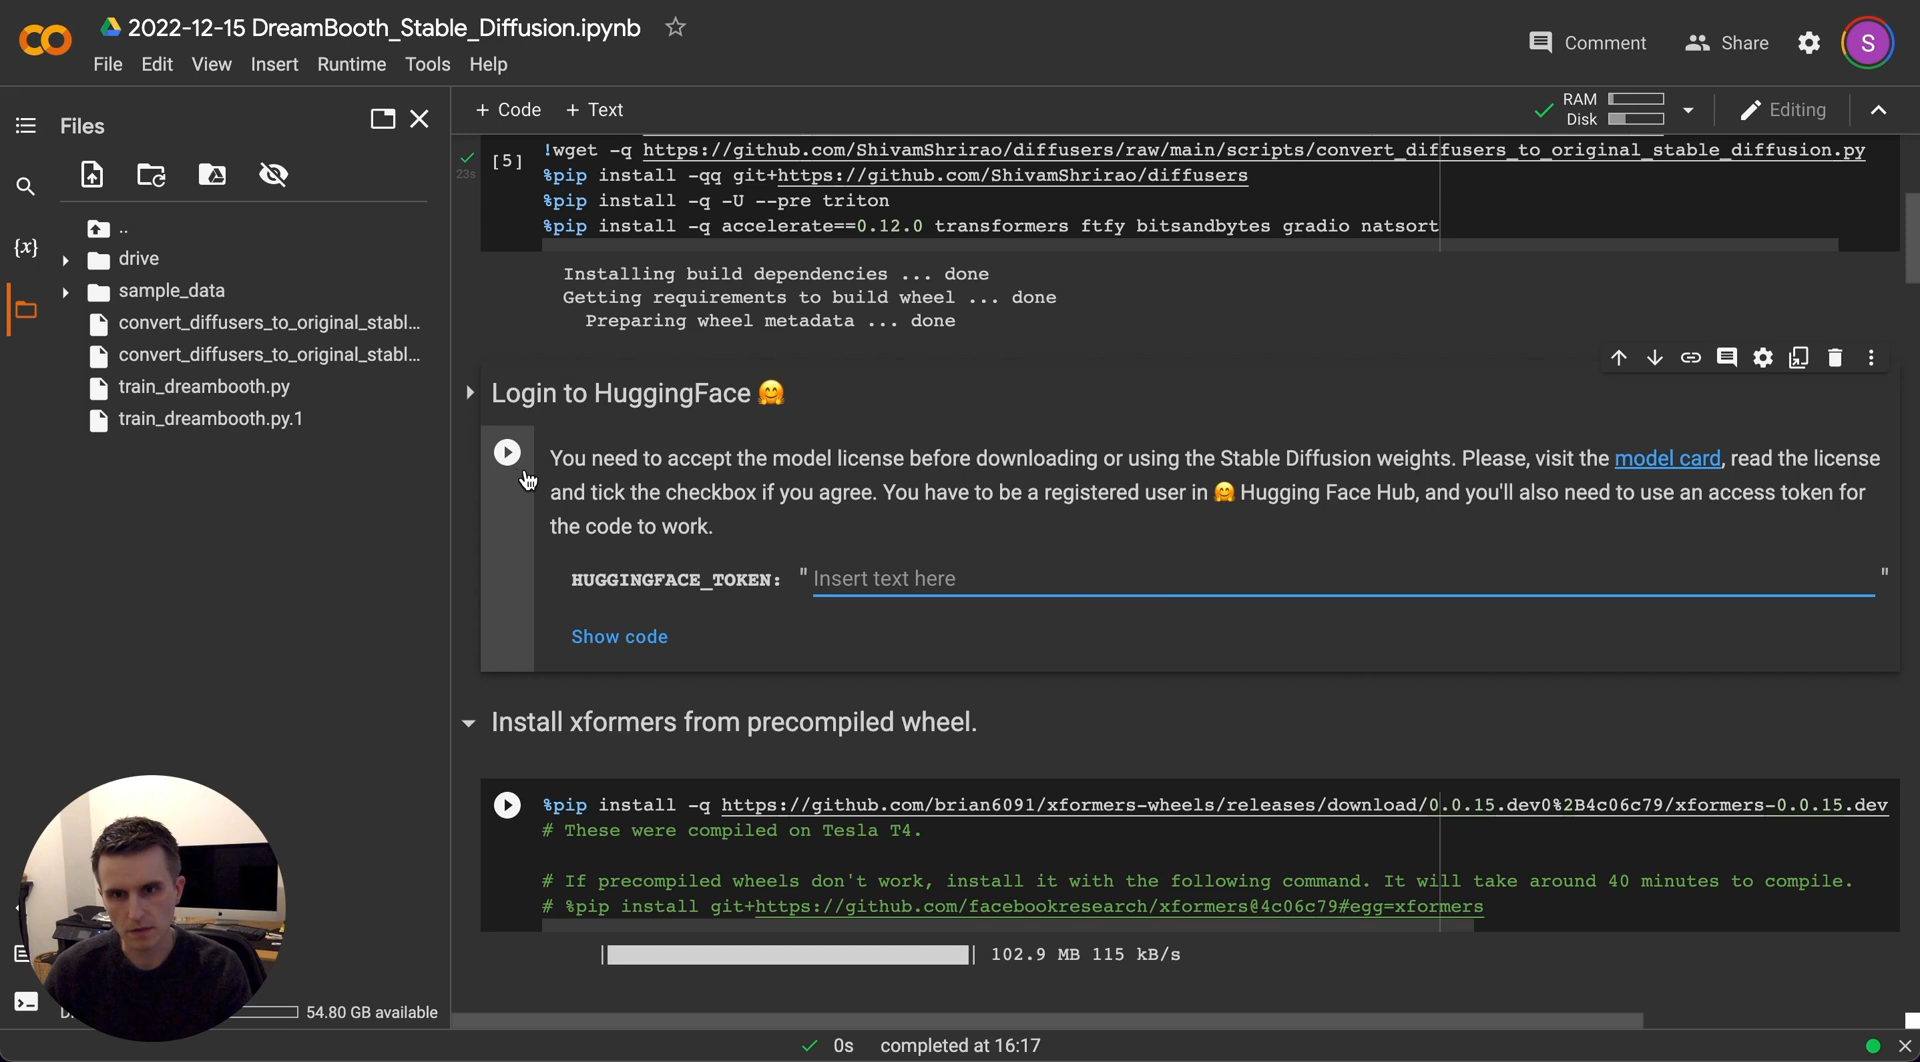 2022-12-15 DreamBooth_Stable_Diffusion.ipynb
File Edit View Insert Runtime Tools Help
Comment
Share
S
Files
+ Code + Text
RAM
Disk
Editing
{x}
..
drive
sample_data
convert_diffusers_to_original_stabl...
convert_diffusers_to_original_stabl...
train_dreambooth.py
train_dreambooth.py.1
54.80 GB available
23s
[5]
!wget -q https://github.com/ShivamShrirao/diffusers/raw/main/scripts/convert_diffusers_to_original_stable_diffusion.py
%pip install -qq git+https://github.com/ShivamShrirao/diffusers
%pip install -q -U --pre triton
%pip install -q accelerate==0.12.0 transformers ftfy bitsandbytes gradio natsort
Installing build dependencies ... done
Getting requirements to build wheel ... done
Preparing wheel metadata ... done
Login to HuggingFace 🤗
You need to accept the model license before downloading or using the Stable Diffusion weights. Please, visit the model card, read the license
and tick the checkbox if you agree. You have to be a registered user in 🤗 Hugging Face Hub, and you'll also need to use an access token for
the code to work.
HUGGINGFACE_TOKEN: " Insert text here "
Show code
Install xformers from precompiled wheel.
%pip install -q https://github.com/brian6091/xformers-wheels/releases/download/0.0.15.dev0%2B4c06c79/xformers-0.0.15.dev
# These were compiled on Tesla T4.
# If precompiled wheels don't work, install it with the following command. It will take around 40 minutes to compile.
# %pip install git+https://github.com/facebookresearch/xformers@4c06c79#egg=xformers
| | 102.9 MB 115 kB/s
0s completed at 16:17